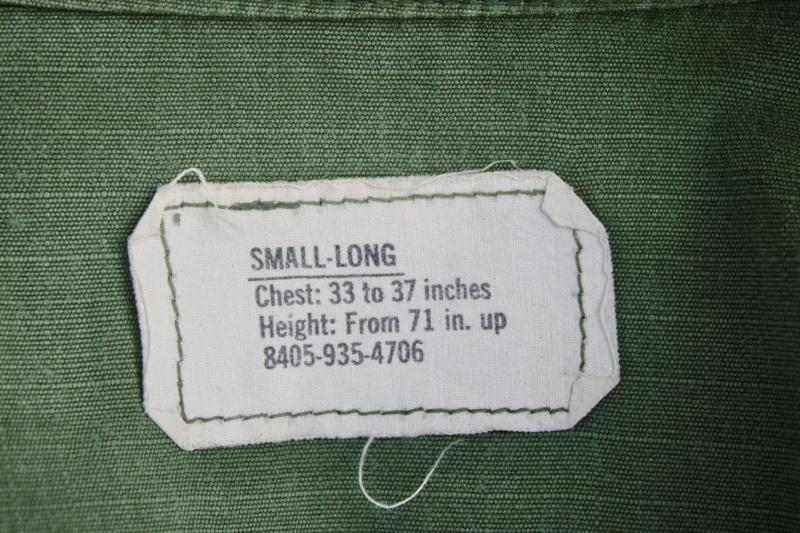 SMALL-LONG
Chest: 33 to 37 inches
Height: From 71 in. up
8405-935-4706